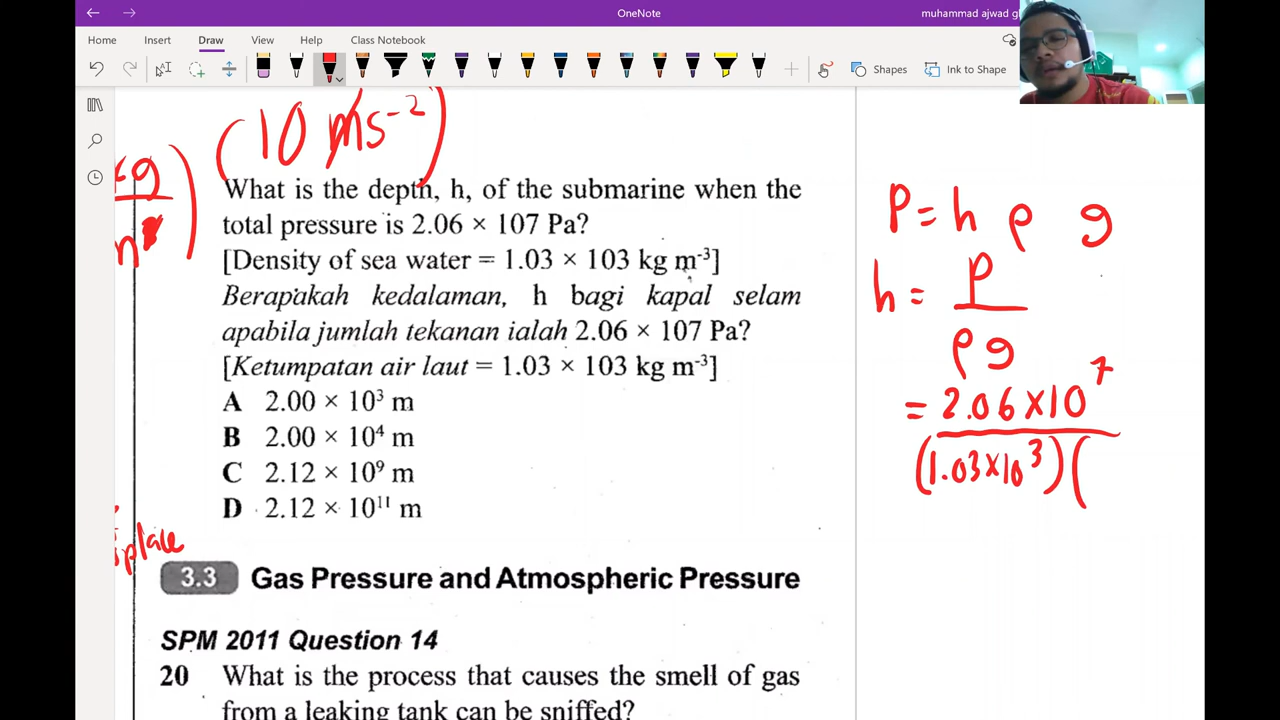 OneNote
muhammad ajwad
Home Insert Draw View Help Class Notebook
Shapes Ink to Shape
(10 ms⁻²)
What is the depth, h, of the submarine when the
total pressure is 2.06 × 107 Pa?
[Density of sea water = 1.03 × 103 kg m⁻³]
Berapakah kedalaman, h bagi kapal selam
apabila jumlah tekanan ialah 2.06 × 107 Pa?
[Ketumpatan air laut = 1.03 × 103 kg m⁻³]
A 2.00 × 10³ m
B 2.00 × 10⁴ m
C 2.12 × 10⁹ m
D 2.12 × 10¹¹ m
3.3 Gas Pressure and Atmospheric Pressure
SPM 2011 Question 14
20 What is the process that causes the smell of gas
from a leaking tank can be sniffed?
P = h ρ g
h = P
ρ g
= 2.06 × 10⁷
(1.03 × 10³) (